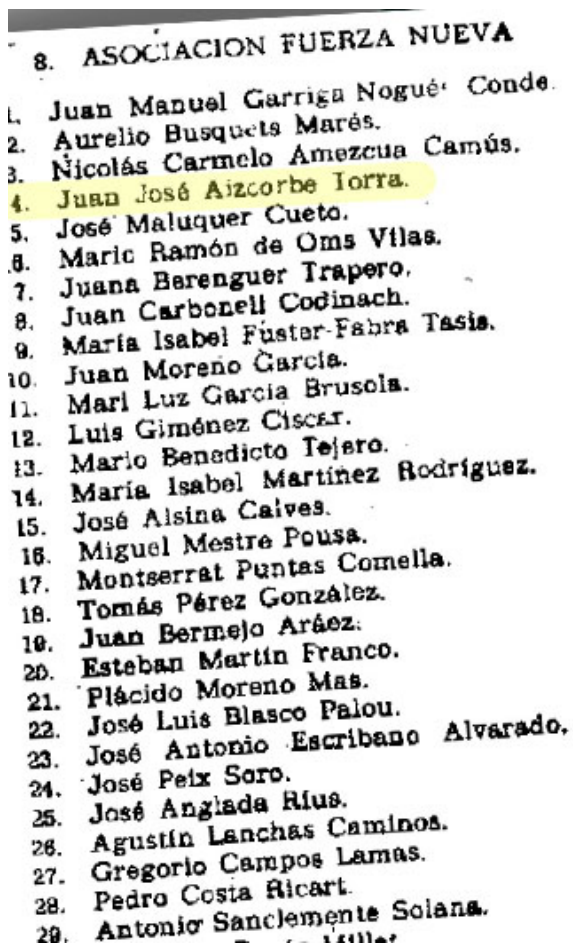 8. ASOCIACION FUERZA NUEVA
1. Juan Manuel Garriga Nogués Conde.
2. Aurelio Busquets Marés.
3. Nicolás Carmelo Amezcua Camús.
4. Juan José Aizcorbe Torra.
5. José Maluquer Cueto.
6. Mario Ramón de Oms Vilas.
7. Juana Berenguer Trapero.
8. Juan Carbonell Codinach.
9. María Isabel Fuster-Fabra Tasis.
10. Juan Moreno García.
11. Mari Luz García Brusola.
12. Luis Giménez Ciscar.
13. Mario Benedicto Tejero.
14. María Isabel Martínez Rodríguez.
15. José Alsina Calves.
16. Miguel Mestre Pousa.
17. Montserrat Puntas Comella.
18. Tomás Pérez González.
19. Juan Bermejo Aráez.
20. Esteban Martín Franco.
21. Plácido Moreno Mas.
22. José Luis Blasco Palou.
23. José Antonio Escribano Alvarado.
24. José Peix Soro.
25. José Anglada Ríus.
26. Agustín Lanchas Caminos.
27. Gregorio Campos Lamas.
28. Pedro Costa Ricart.
29. Antonio Sanclemente Solana.